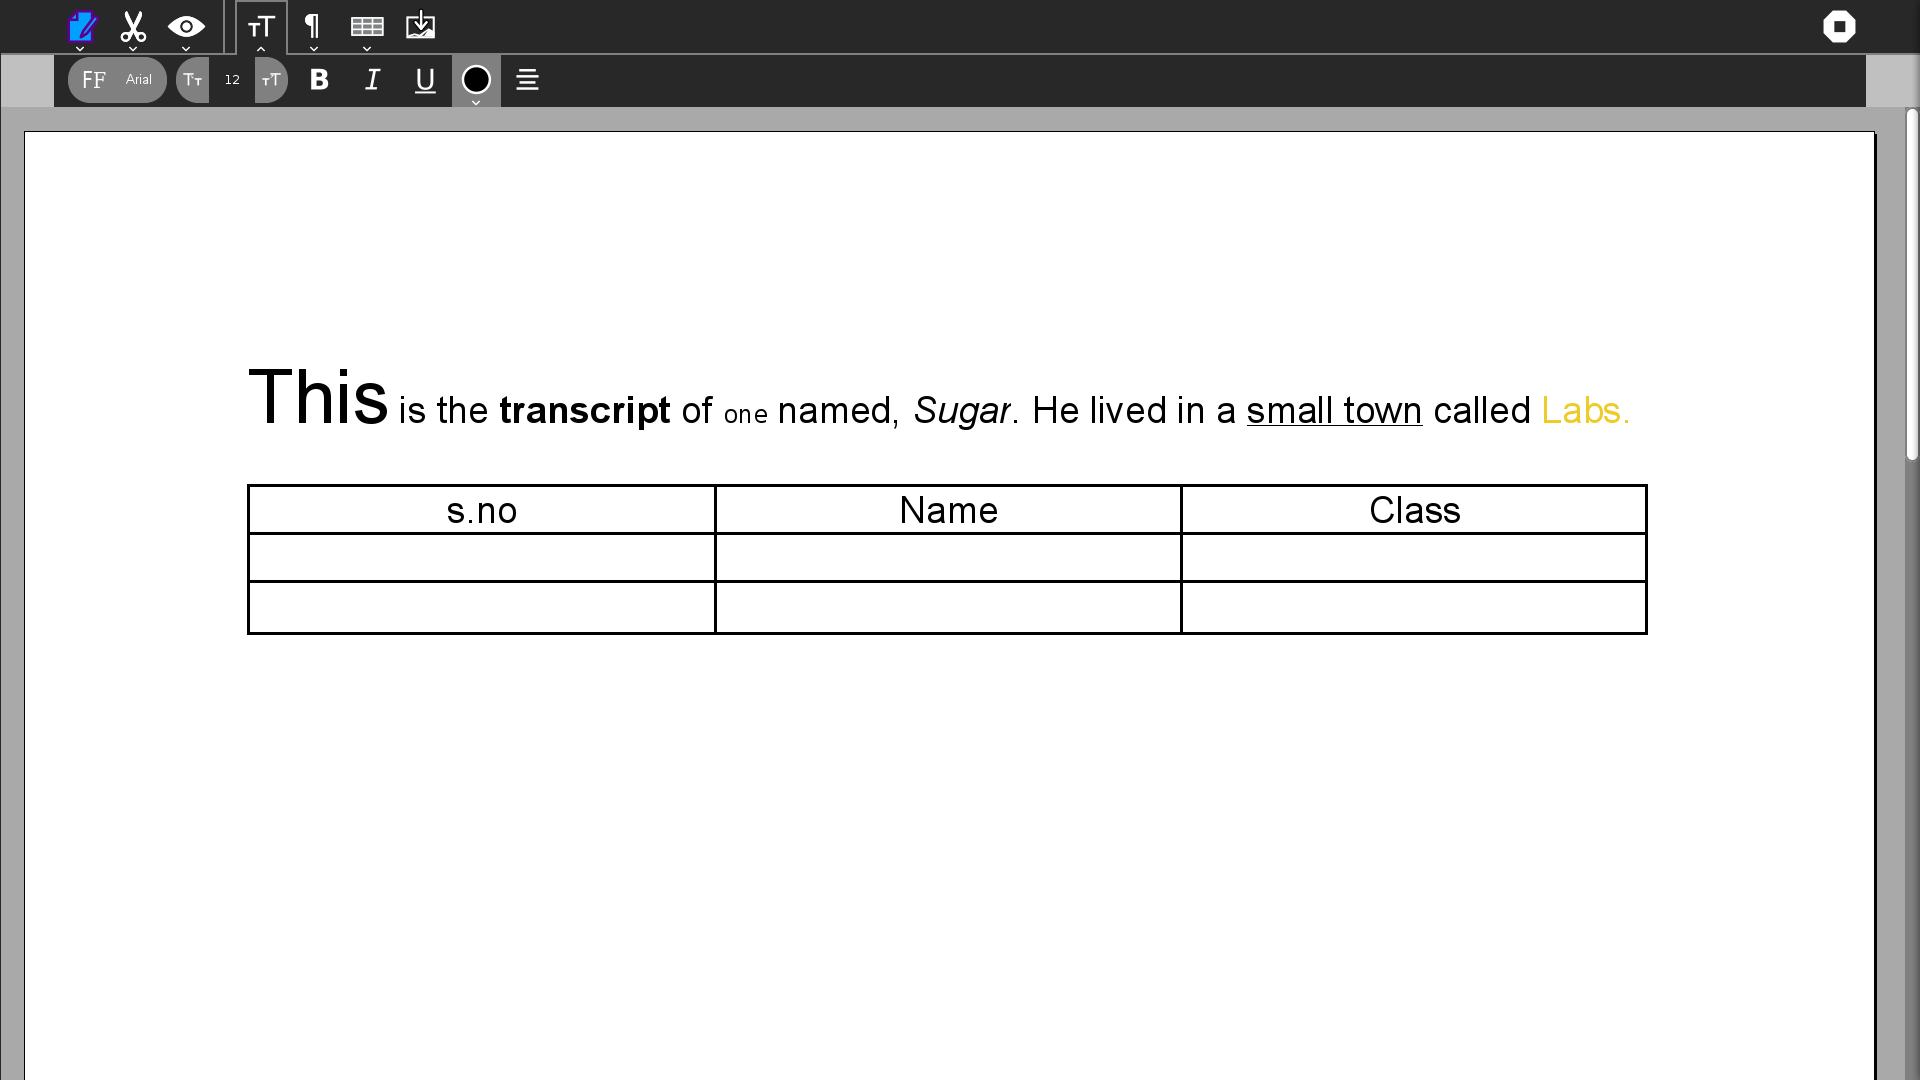 FF Arial 12 B I U
This is the transcript of one named, Sugar. He lived in a small town called Labs.
s.no Name Class